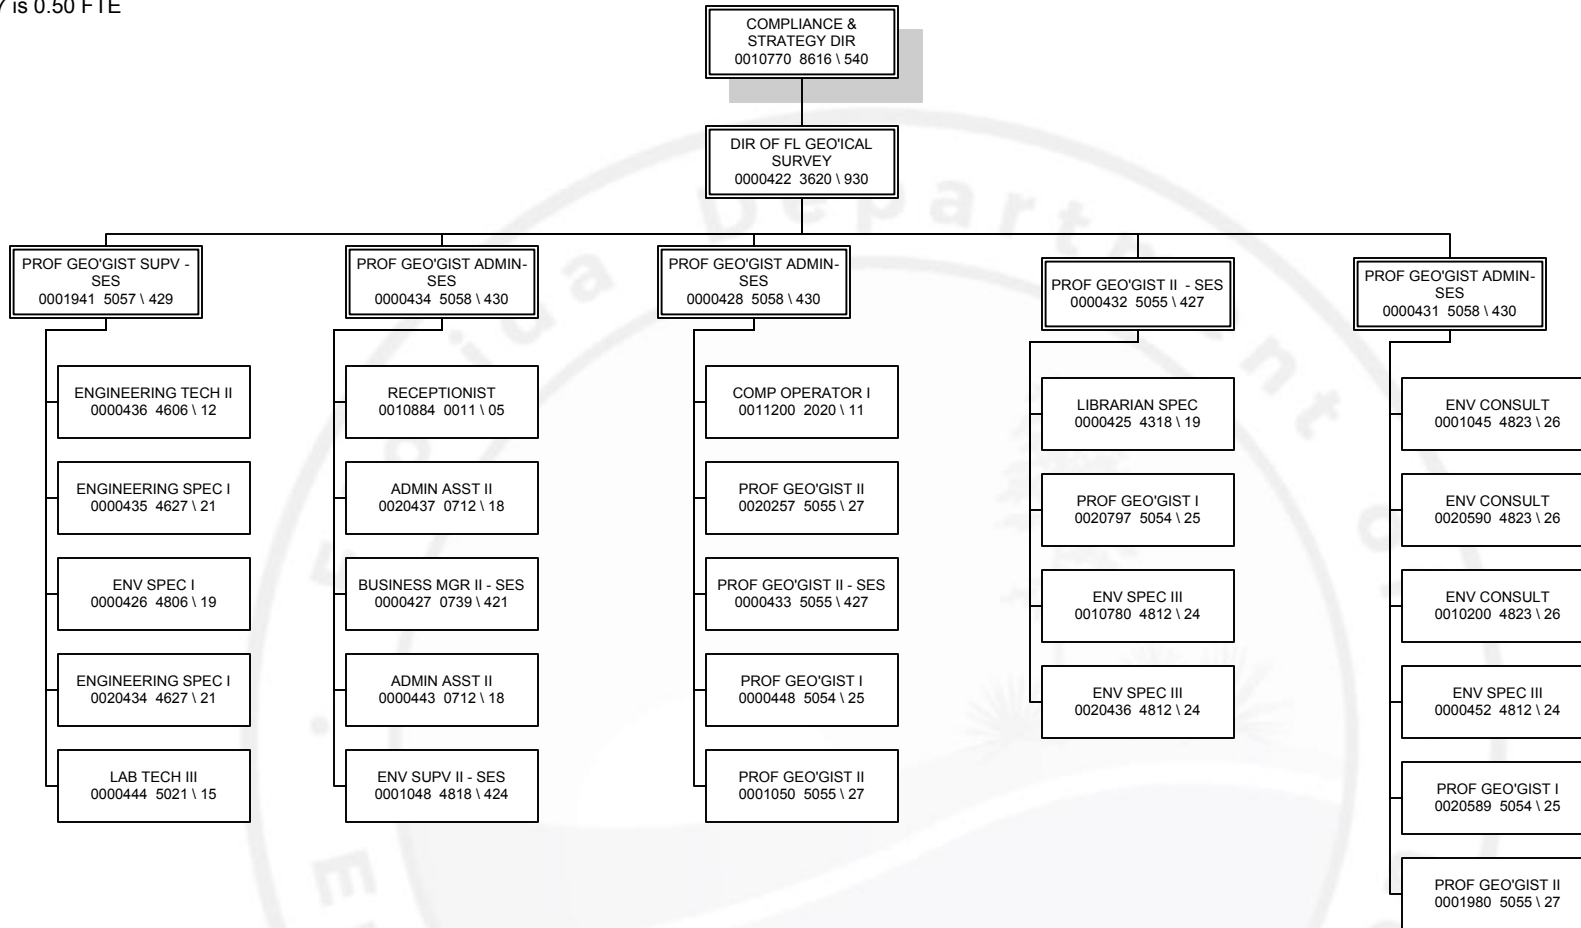 7 is 0.50 FTE
COMPLIANCE &
STRATEGY DIR
0010770 8616 \ 540
DIR OF FL GEO'ICAL
SURVEY
0000422 3620 \ 930
PROF GEO'GIST SUPV -
SES
0001941 5057 \ 429
ENGINEERING TECH II
0000436 4606 \ 12
ENGINEERING SPEC I
0000435 4627 \ 21
ENV SPEC I
0000426 4806 \ 19
ENGINEERING SPEC I
0020434 4627 \ 21
LAB TECH III
0000444 5021 \ 15
PROF GEO'GIST ADMIN-
SES
0000434 5058 \ 430
RECEPTIONIST
0010884 0011 \ 05
ADMIN ASST II
0020437 0712 \ 18
BUSINESS MGR II - SES
0000427 0739 \ 421
ADMIN ASST II
0000443 0712 \ 18
ENV SUPV II - SES
0001048 4818 \ 424
PROF GEO'GIST ADMIN-
SES
0000428 5058 \ 430
COMP OPERATOR I
0011200 2020 \ 11
PROF GEO'GIST II
0020257 5055 \ 27
PROF GEO'GIST II - SES
0000433 5055 \ 427
PROF GEO'GIST I
0000448 5054 \ 25
PROF GEO'GIST II
0001050 5055 \ 27
PROF GEO'GIST II - SES
0000432 5055 \ 427
LIBRARIAN SPEC
0000425 4318 \ 19
PROF GEO'GIST I
0020797 5054 \ 25
ENV SPEC III
0010780 4812 \ 24
ENV SPEC III
0020436 4812 \ 24
PROF GEO'GIST ADMIN-
SES
0000431 5058 \ 430
ENV CONSULT
0001045 4823 \ 26
ENV CONSULT
0020590 4823 \ 26
ENV CONSULT
0010200 4823 \ 26
ENV SPEC III
0000452 4812 \ 24
PROF GEO'GIST I
0020589 5054 \ 25
PROF GEO'GIST II
0001980 5055 \ 27
Florida Department of